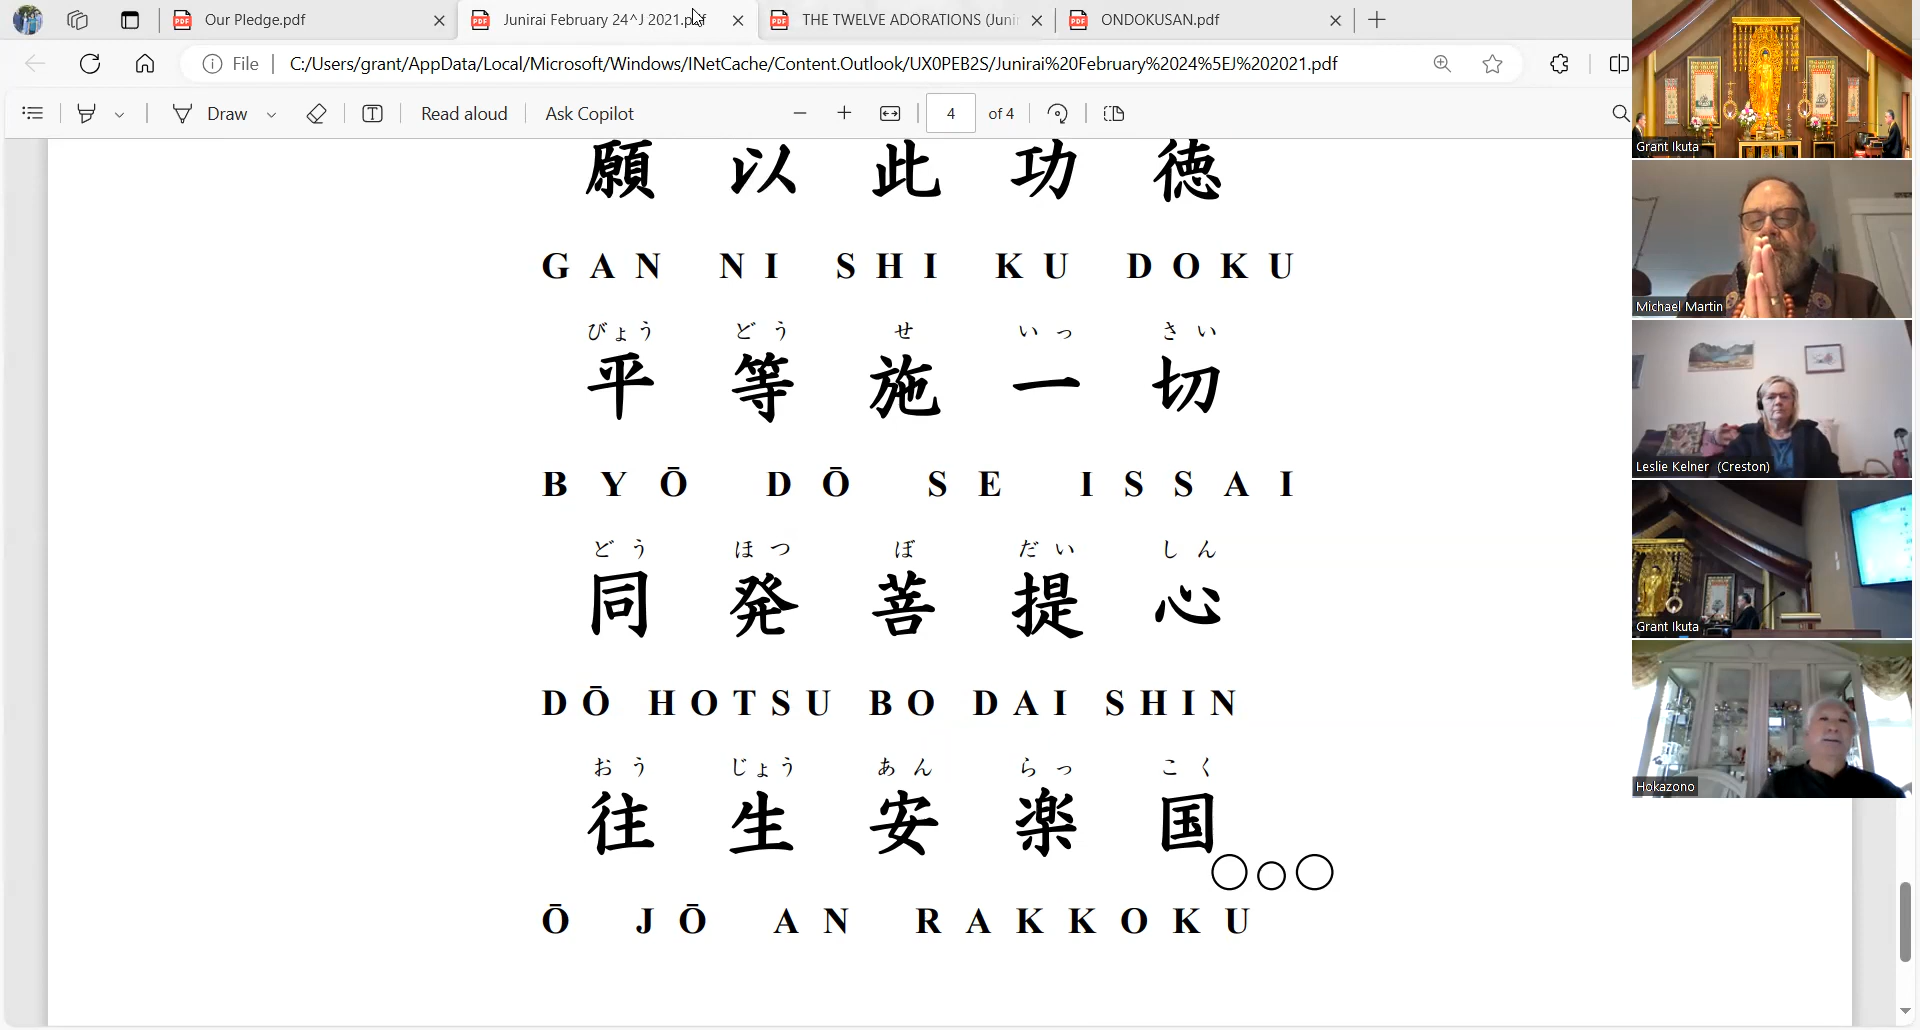 Our Pledge.pdf
Junirai February 24^J 2021.pdf
THE TWELVE ADORATIONS (Juni
ONDOKUSAN.pdf
File
C:/Users/grant/AppData/Local/Microsoft/Windows/INetCache/Content.Outlook/UX0PEB2S/Junirai%20February%2024%5EJ%202021.pdf
Draw
Read aloud
Ask Copilot
4 of 4
願 以 此 功 徳
GAN NI SHI KU DOKU
びょう どう せ いっ さい
平 等 施 一 切
BYŌ DŌ SE ISSAI
どう ほつ ぼ だい しん
同 発 菩 提 心
DŌ HOTSU BO DAI SHIN
おう じょう あん らっ こく
往 生 安 楽 国
Ō JŌ AN RAKKOKU
Grant Ikuta
Michael Martin
Leslie Kelner (Creston)
Grant Ikuta
Hokazono